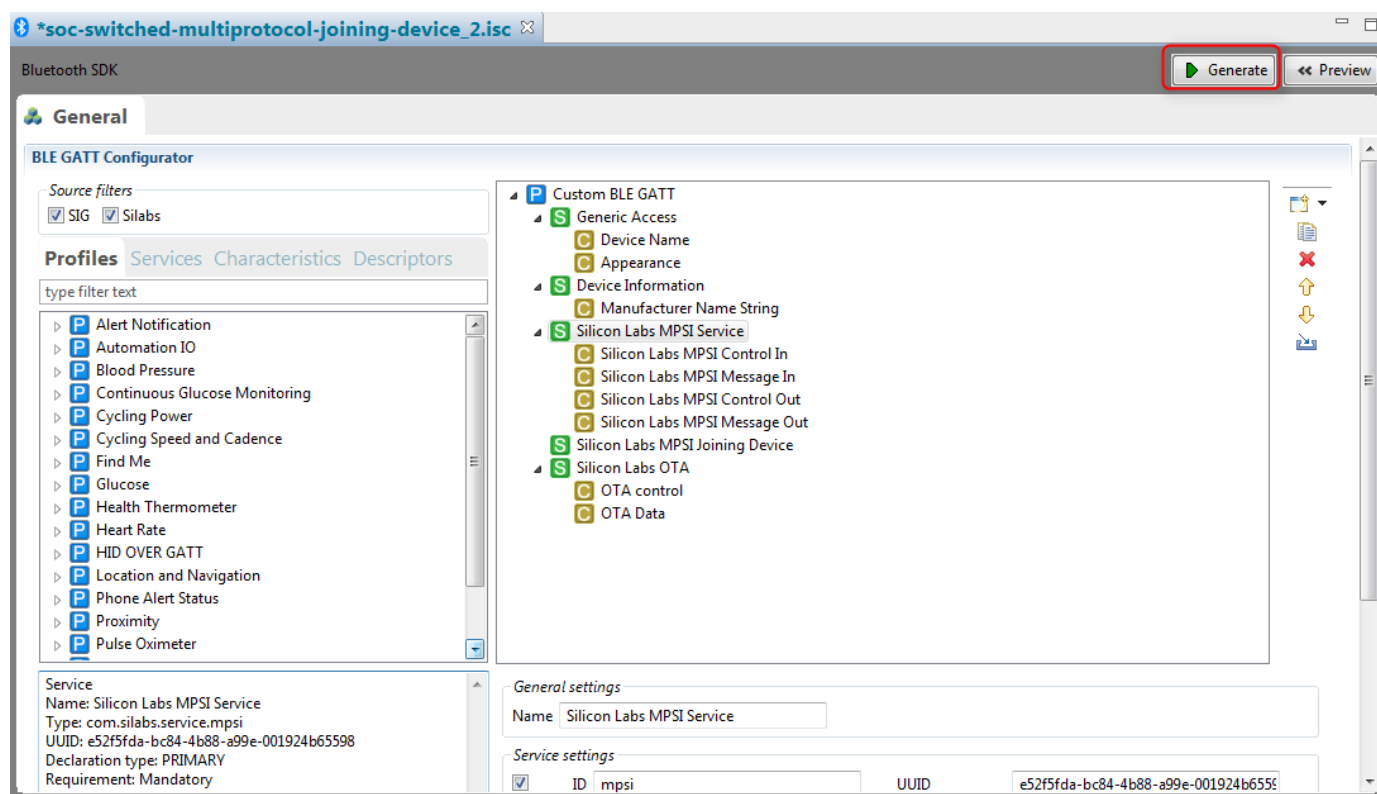 *soc-switched-multiprotocol-joining-device_2.isc
Bluetooth SDK
Generate
Preview
General
BLE GATT Configurator
Source filters
SIG Silabs
Profiles Services Characteristics Descriptors
type filter text
P Alert Notification
P Automation IO
P Blood Pressure
P Continuous Glucose Monitoring
P Cycling Power
P Cycling Speed and Cadence
P Find Me
P Glucose
P Health Thermometer
P Heart Rate
P HID OVER GATT
P Location and Navigation
P Phone Alert Status
P Proximity
P Pulse Oximeter
P Custom BLE GATT
S Generic Access
C Device Name
C Appearance
S Device Information
C Manufacturer Name String
S Silicon Labs MPSI Service
C Silicon Labs MPSI Control In
C Silicon Labs MPSI Message In
C Silicon Labs MPSI Control Out
C Silicon Labs MPSI Message Out
S Silicon Labs MPSI Joining Device
S Silicon Labs OTA
C OTA control
C OTA Data
Service
Name: Silicon Labs MPSI Service
Type: com.silabs.service.mpsi
UUID: e52f5fda-bc84-4b88-a99e-001924b65598
Declaration type: PRIMARY
Requirement: Mandatory
General settings
Name Silicon Labs MPSI Service
Service settings
ID mpsi UUID e52f5fda-bc84-4b88-a99e-001924b6559